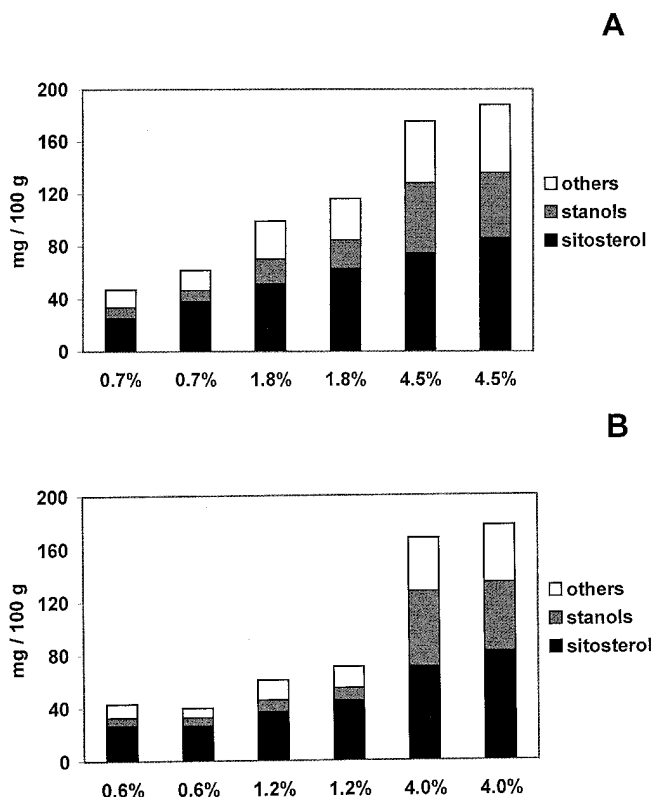 A
200
160
120
80
40
0
mg / 100 g
others
stanols
sitosterol
0.7% 0.7% 1.8% 1.8% 4.5% 4.5%
B
200
160
120
80
40
0
mg / 100 g
others
stanols
sitosterol
0.6% 0.6% 1.2% 1.2% 4.0% 4.0%